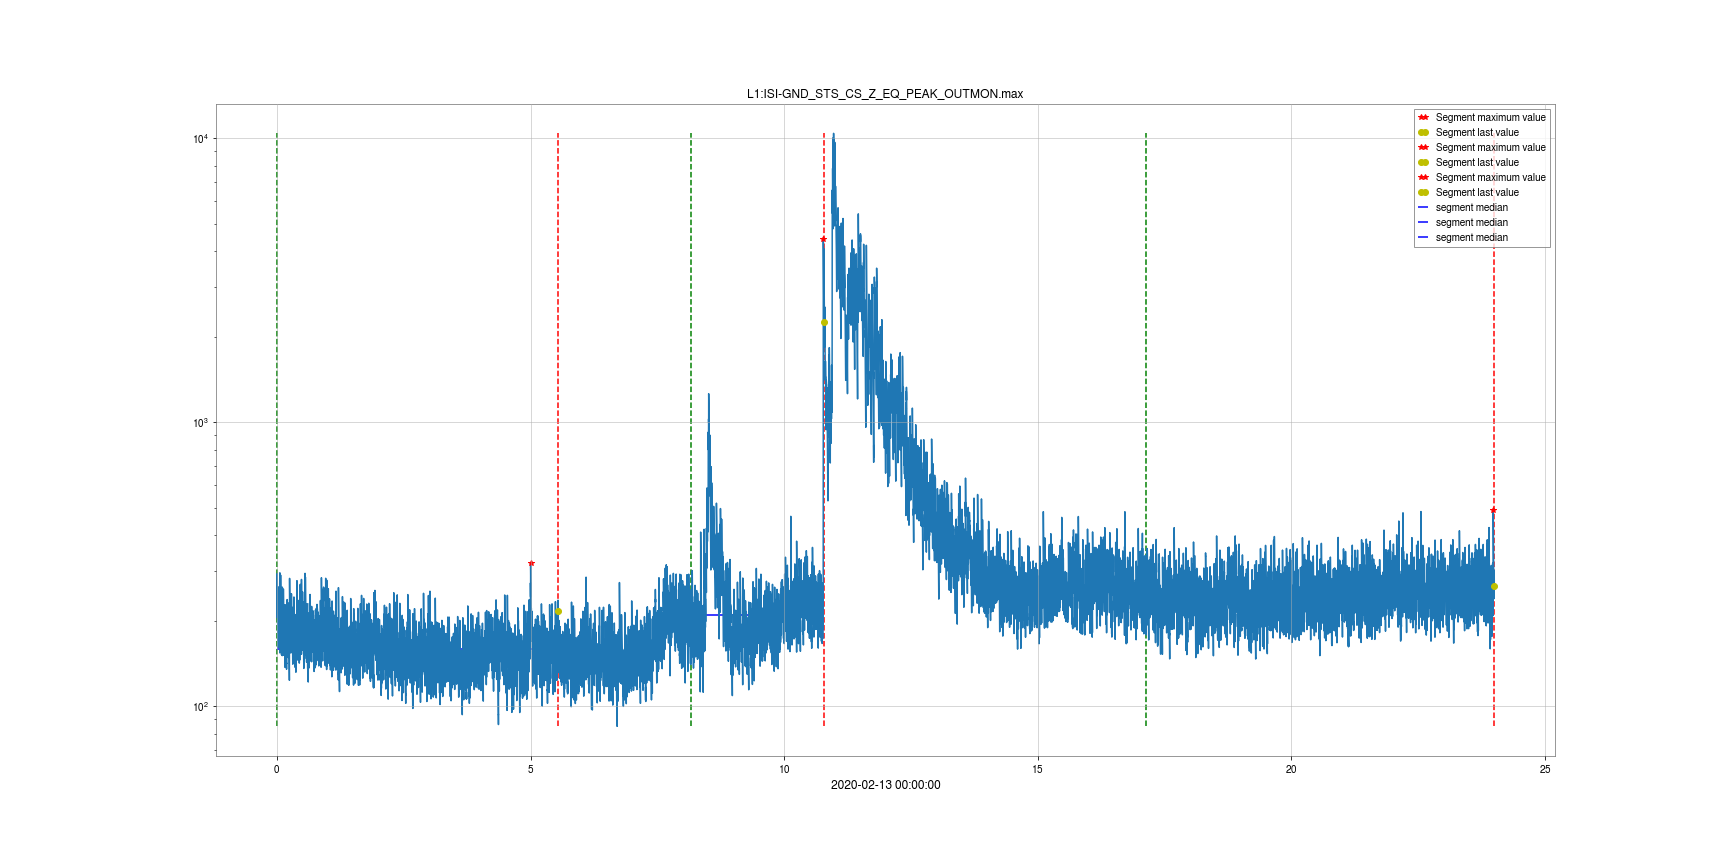 L1:ISI-GND_STS_CS_Z_EQ_PEAK_OUTMON.max
Segment maximum value
Segment last value
Segment maximum value
Segment last value
Segment maximum value
Segment last value
segment median
segment median
segment median
10⁴
10³
10²
0 5 10 15 20 25
2020-02-13 00:00:00